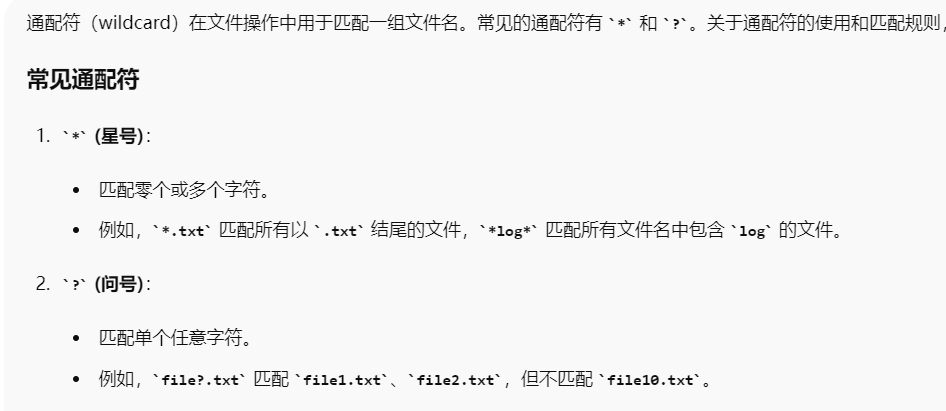 通配符（wildcard）在文件操作中用于匹配一组文件名。常见的通配符有 `*` 和 `?`。关于通配符的使用和匹配规则，
常见通配符
1. `*` (星号)：
• 匹配零个或多个字符。
• 例如，`*.txt` 匹配所有以 `.txt` 结尾的文件，`*log*` 匹配所有文件名中包含 `log` 的文件。
2. `?` (问号)：
• 匹配单个任意字符。
• 例如，`file?.txt` 匹配 `file1.txt`、`file2.txt`，但不匹配 `file10.txt`。